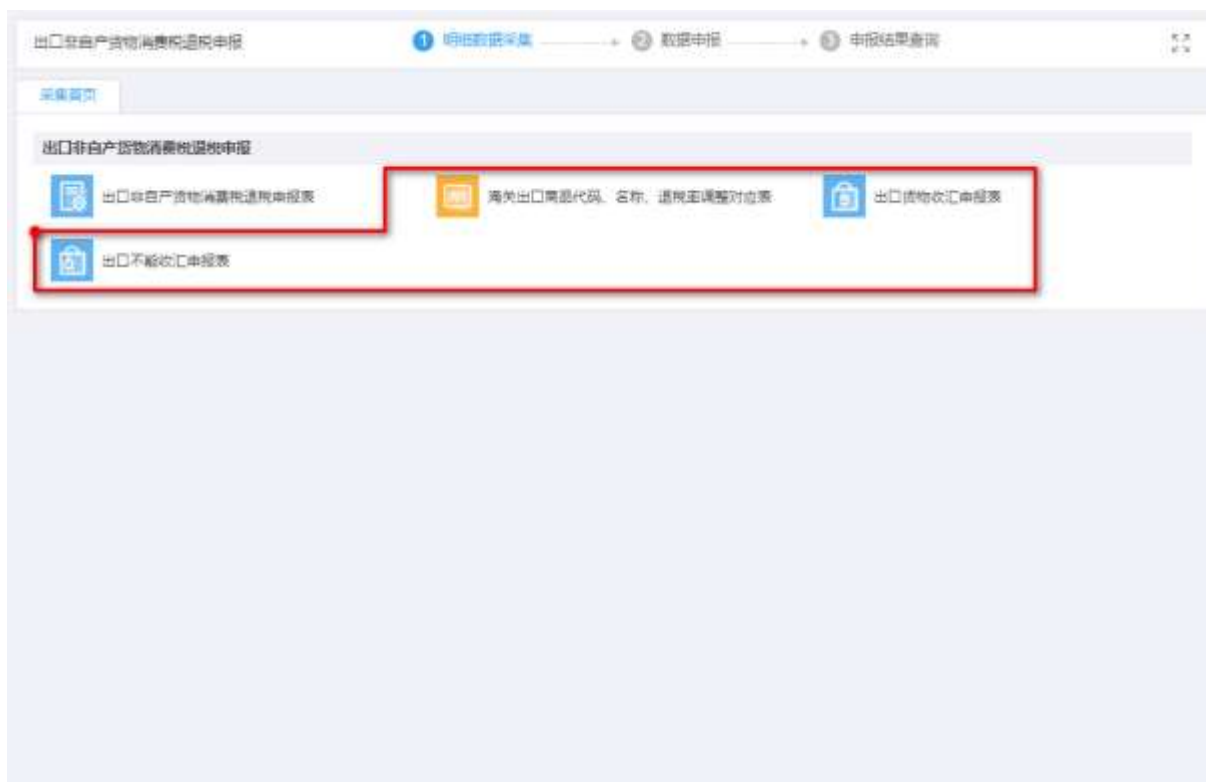 出口非自产货物消费税退税申报 1 明细数据采集 2 数据申报 3 申报结果查询
采集首页
出口非自产货物消费税退税申报
出口非自产货物消费税退税申报表 海关出口商品代码、名称、退税率调整对应表 出口货物收汇申报表
出口不能收汇申报表